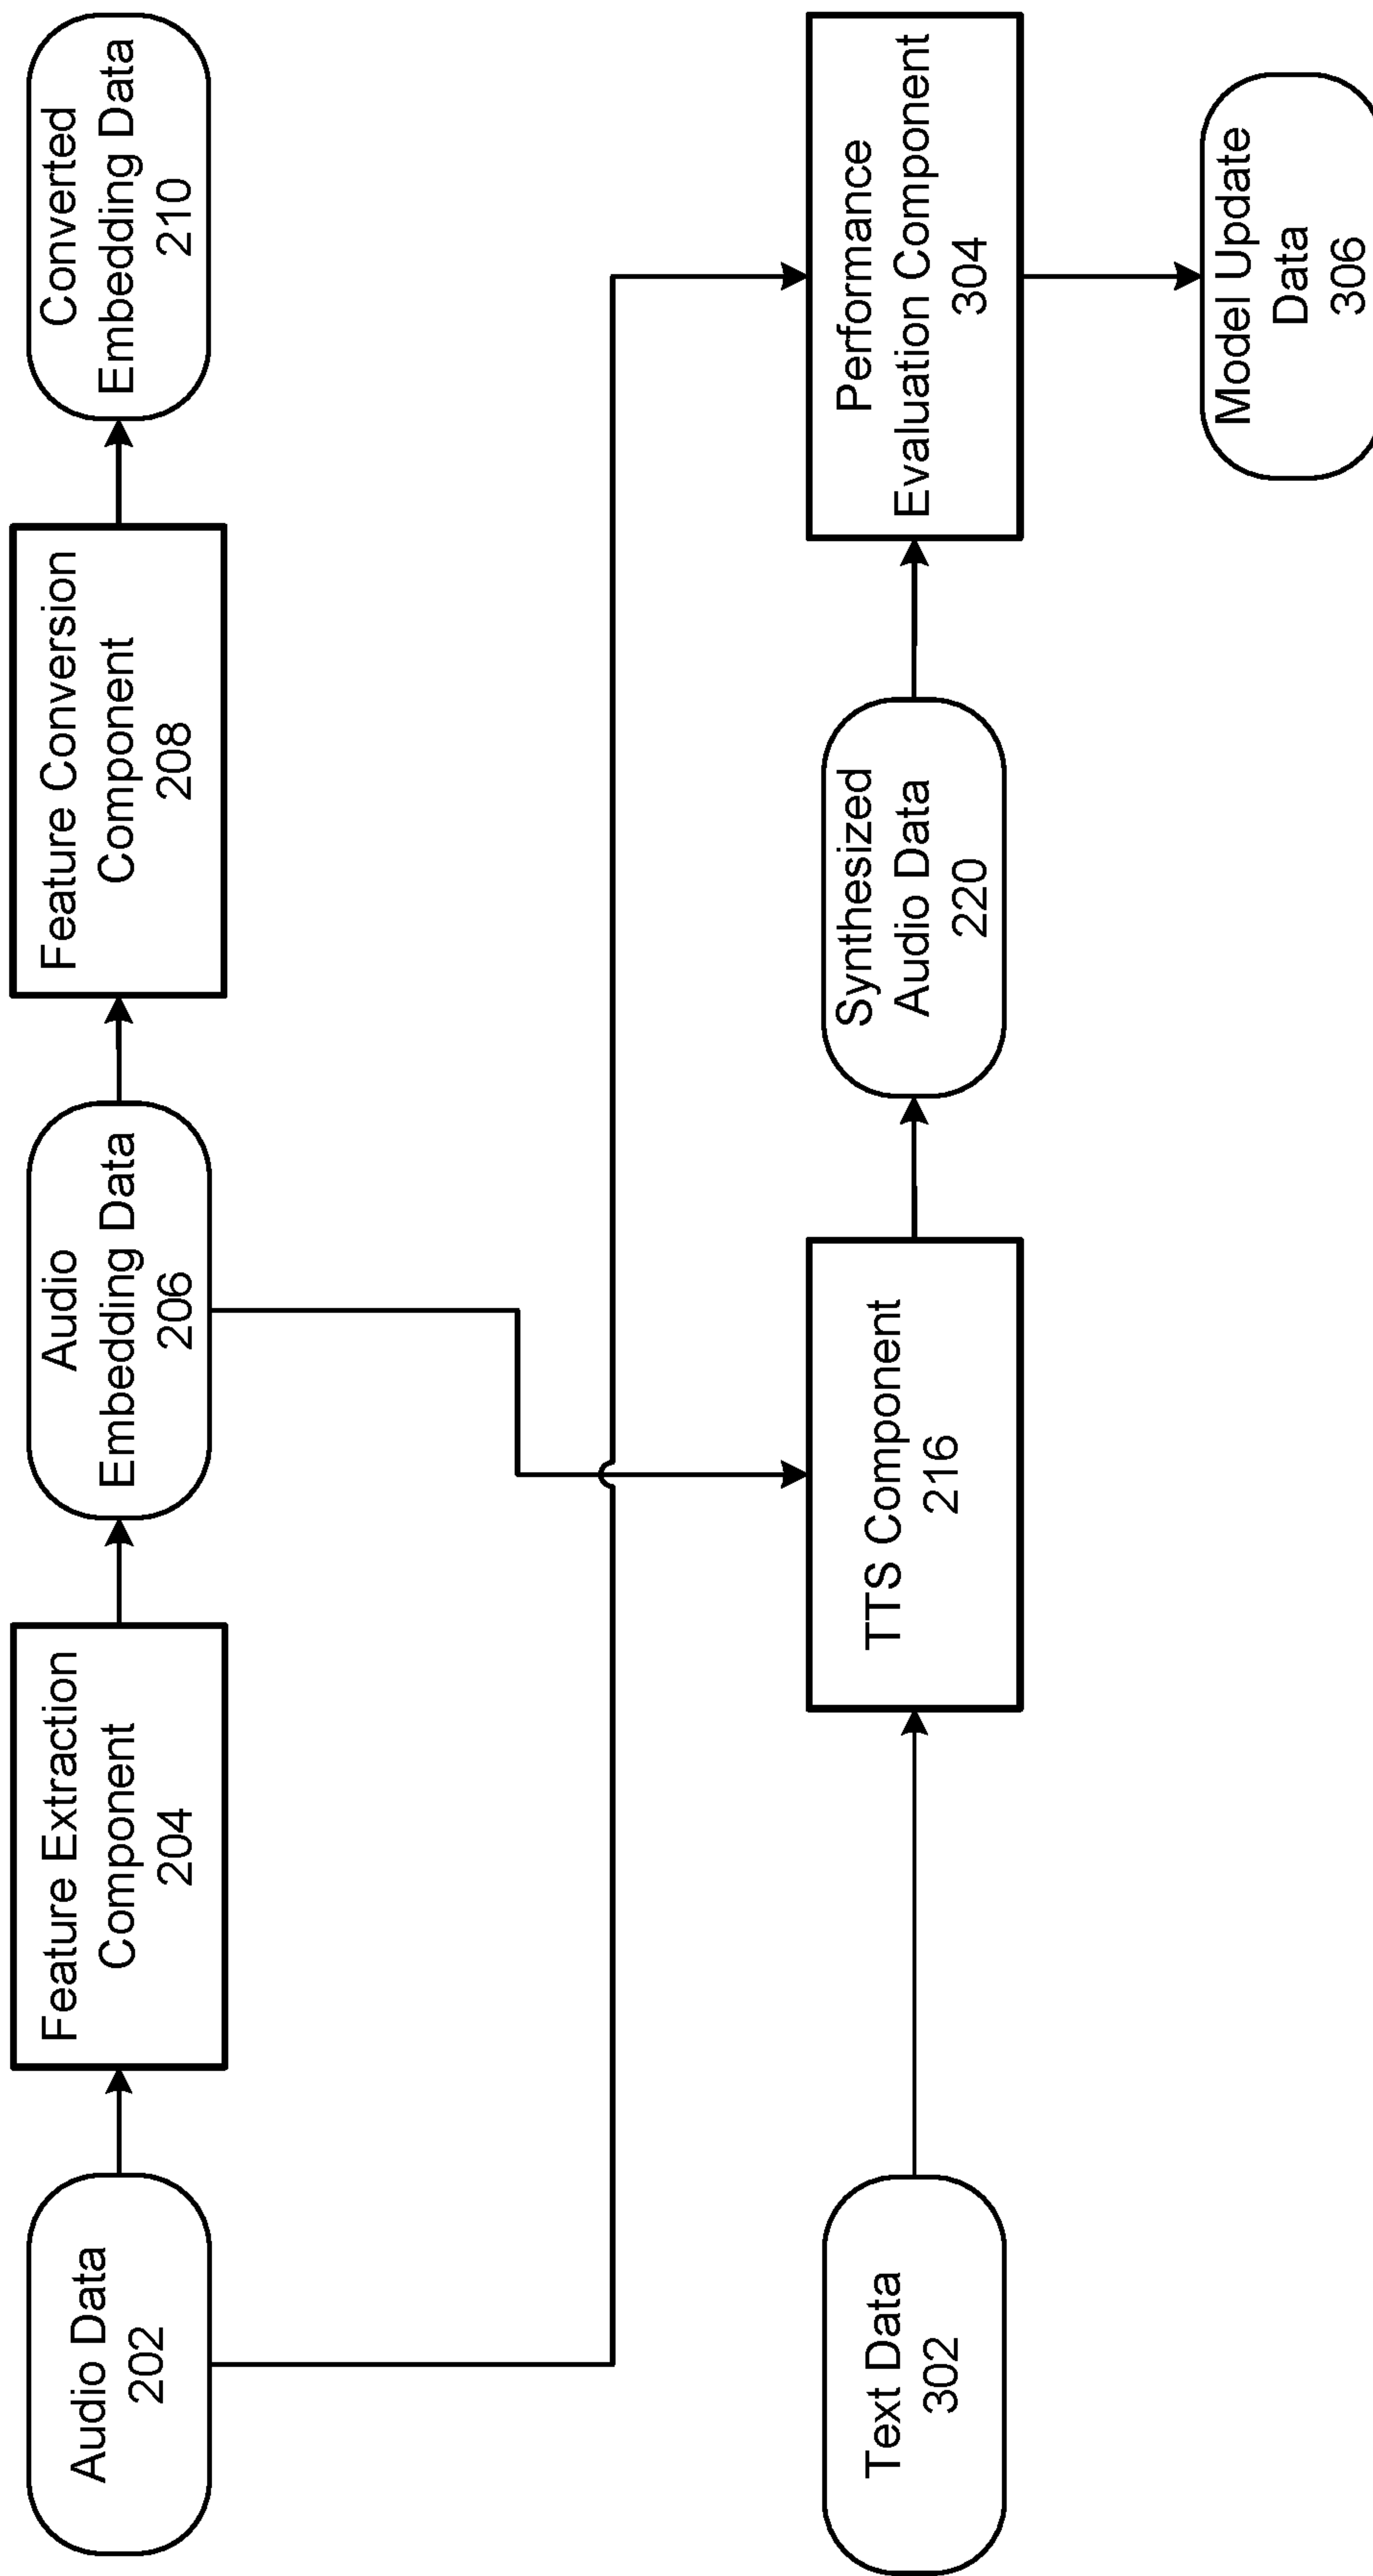 Audio Data
202
Feature Extraction
Component
204
Audio
Embedding Data
206
Feature Conversion
Component
208
Converted
Embedding Data
210
Text Data
302
TTS Component
216
Synthesized
Audio Data
220
Performance
Evaluation Component
304
Model Update
Data
306